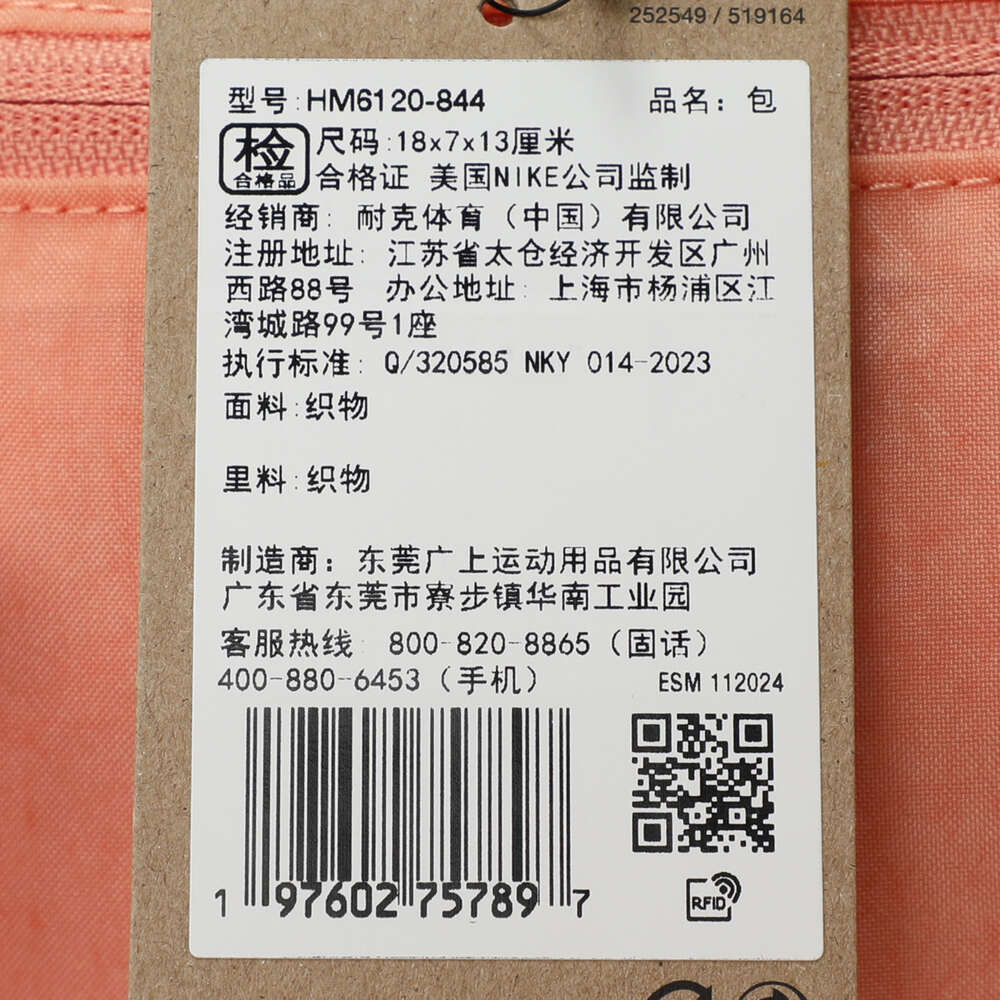 252549 / 519164
型号:HM6120-844 品名：包
检 合格品
尺码:18x7x13厘米
合格证 美国NIKE公司监制
经销商：耐克体育（中国）有限公司
注册地址：江苏省太仓经济开发区广州
西路88号 办公地址：上海市杨浦区江
湾城路99号1座
执行标准：Q/320585 NKY 014-2023
面料:织物
里料:织物
制造商：东莞广上运动用品有限公司
广东省东莞市寮步镇华南工业园
客服热线：800-820-8865（固话）
400-880-6453（手机） ESM 112024
1 97602 75789 7
RFID